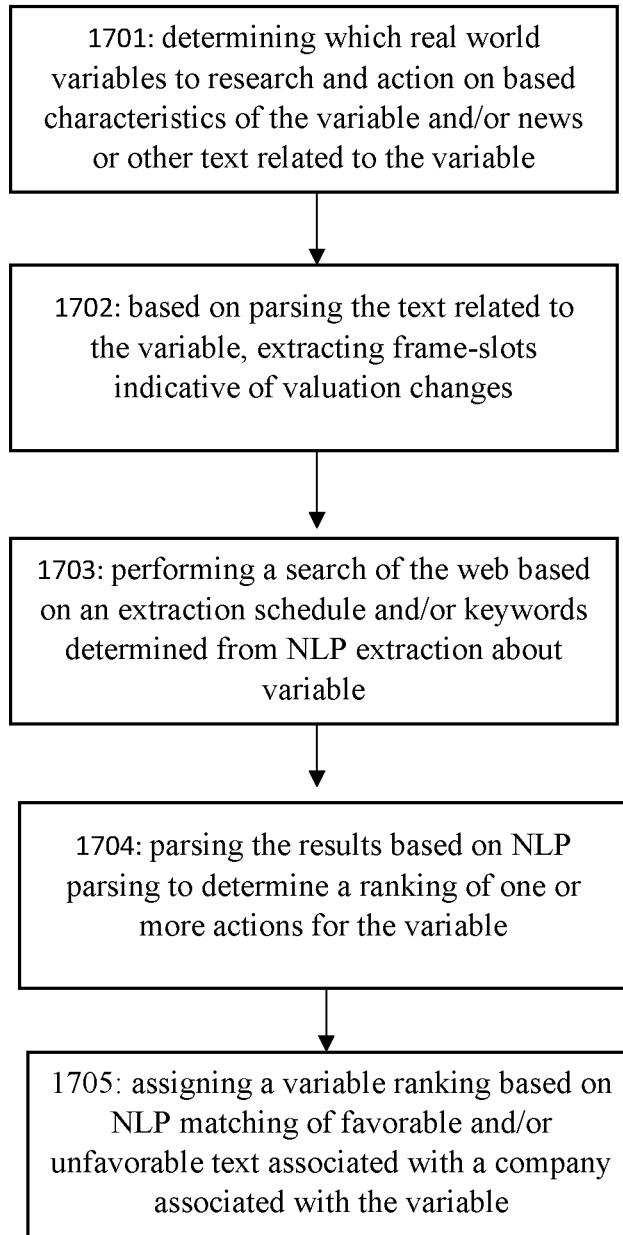 1701: determining which real world
variables to research and action on based
characteristics of the variable and/or news
or other text related to the variable
1702: based on parsing the text related to
the variable, extracting frame-slots
indicative of valuation changes
1703: performing a search of the web based
on an extraction schedule and/or keywords
determined from NLP extraction about
variable
1704: parsing the results based on NLP
parsing to determine a ranking of one or
more actions for the variable
1705: assigning a variable ranking based on
NLP matching of favorable and/or
unfavorable text associated with a company
associated with the variable